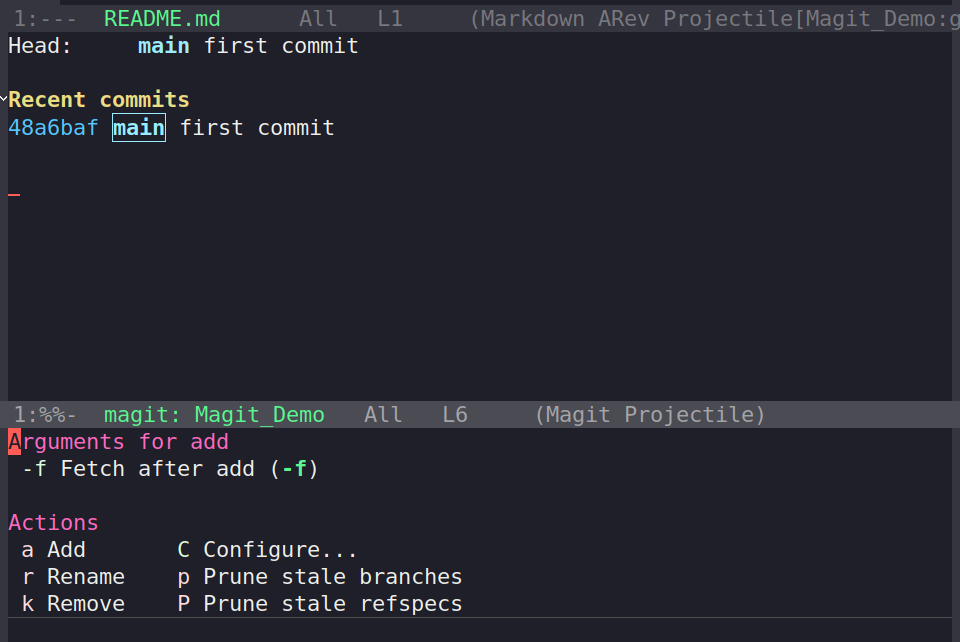 1:---  README.md      All   L1     (Markdown ARev Projectile[Magit_Demo:g
Head:     main first commit
Recent commits
48a6baf main first commit
1:%%-  magit: Magit_Demo   All   L6     (Magit Projectile)
Arguments for add
-f Fetch after add (-f)
Actions
a Add       C Configure...
r Rename    p Prune stale branches
k Remove    P Prune stale refspecs